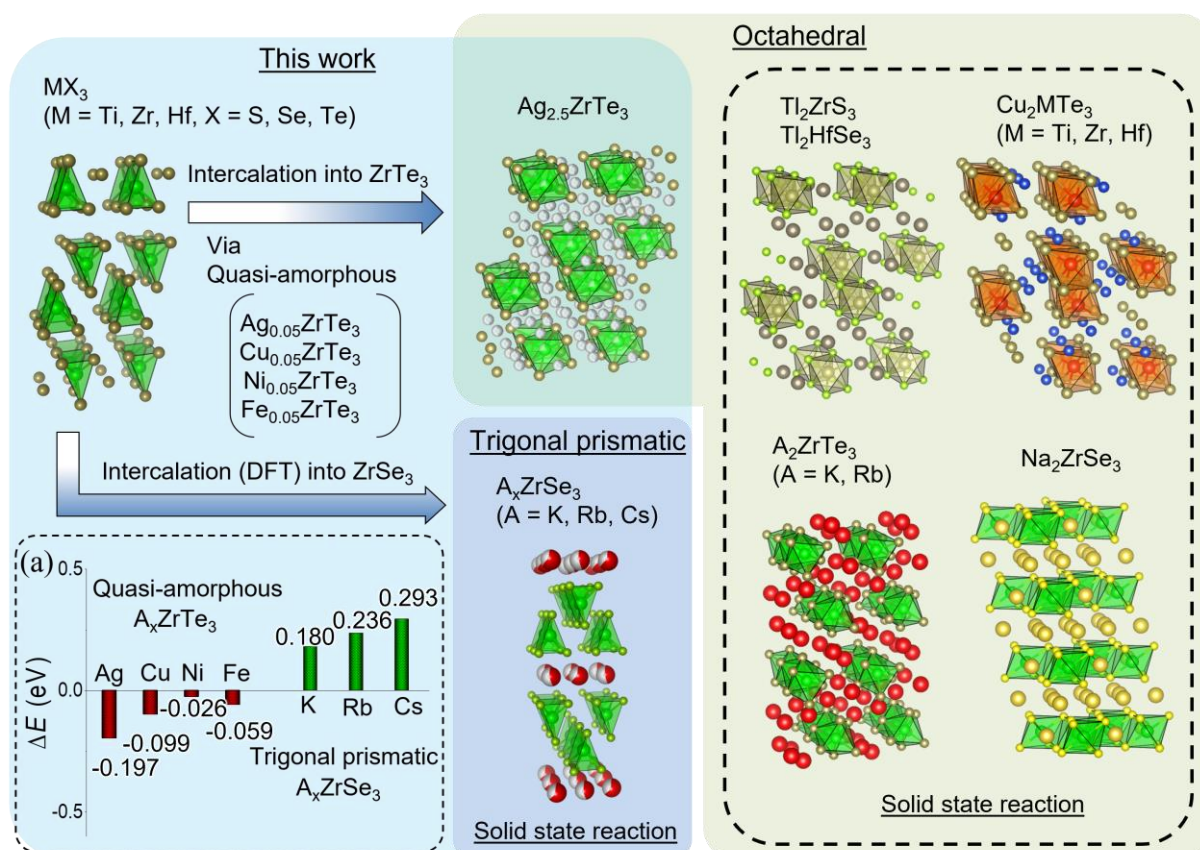 This work
MX₃
(M = Ti, Zr, Hf, X = S, Se, Te)
Intercalation into ZrTe₃
Via
Quasi-amorphous
Ag₀.₀₅ZrTe₃
Cu₀.₀₅ZrTe₃
Ni₀.₀₅ZrTe₃
Fe₀.₀₅ZrTe₃
Intercalation (DFT) into ZrSe₃
Ag₂.₅ZrTe₃
Octahedral
Tl₂ZrS₃
Tl₂HfSe₃
Cu₂MTe₃
(M = Ti, Zr, Hf)
A₂ZrTe₃
(A = K, Rb)
Na₂ZrSe₃
Solid state reaction
Trigonal prismatic
AₓZrSe₃
(A = K, Rb, Cs)
Solid state reaction
(a)
ΔE (eV)
0.5
0.0
-0.5
Quasi-amorphous
AₓZrTe₃
Ag Cu Ni Fe
-0.197
-0.099
-0.026
-0.059
0.180
0.236
0.293
K Rb Cs
Trigonal prismatic
AₓZrSe₃